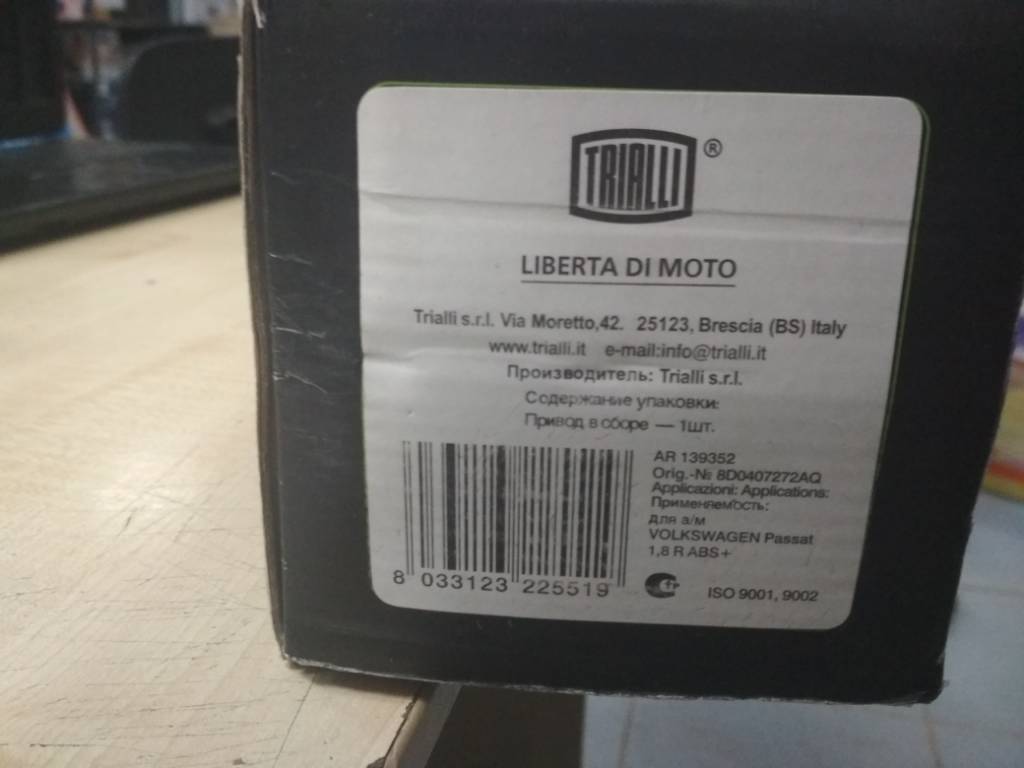 TRIALLI ®
LIBERTA DI MOTO
Trialli s.r.l. Via Moretto,42. 25123, Brescia (BS) Italy
www.trialli.it e-mail:info@trialli.it
Производитель: Trialli s.r.l.
Содержание упаковки:
Привод в сборе — 1шт.
AR 139352
Orig.-№ 8D0407272AQ
Applicazioni: Applications:
Применяемость:
для а/м
VOLKSWAGEN Passat
1,8 R ABS+
8 033123 225519
ISO 9001, 9002